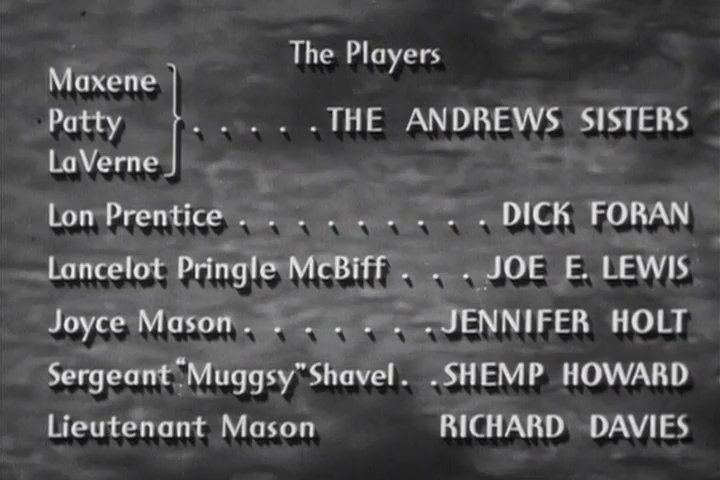 The Players
Maxene
Patty . . . . . THE ANDREWS SISTERS
LaVerne
Lon Prentice . . . . . . . . . DICK FORAN
Lancelot Pringle McBiff . . . JOE E. LEWIS
Joyce Mason . . . . . . . JENNIFER HOLT
Sergeant "Muggsy" Shavel . . SHEMP HOWARD
Lieutenant Mason RICHARD DAVIES